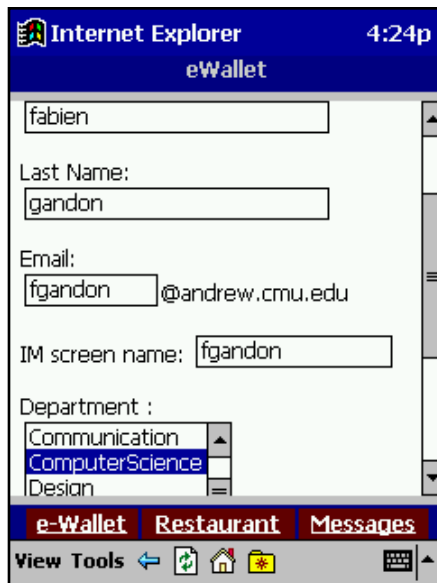 Internet Explorer 4:24p
eWallet
fabien
Last Name:
gandon
Email:
fgandon @andrew.cmu.edu
IM screen name: fgandon
Department :
Communication
ComputerScience
Design
e-Wallet Restaurant Messages
View Tools